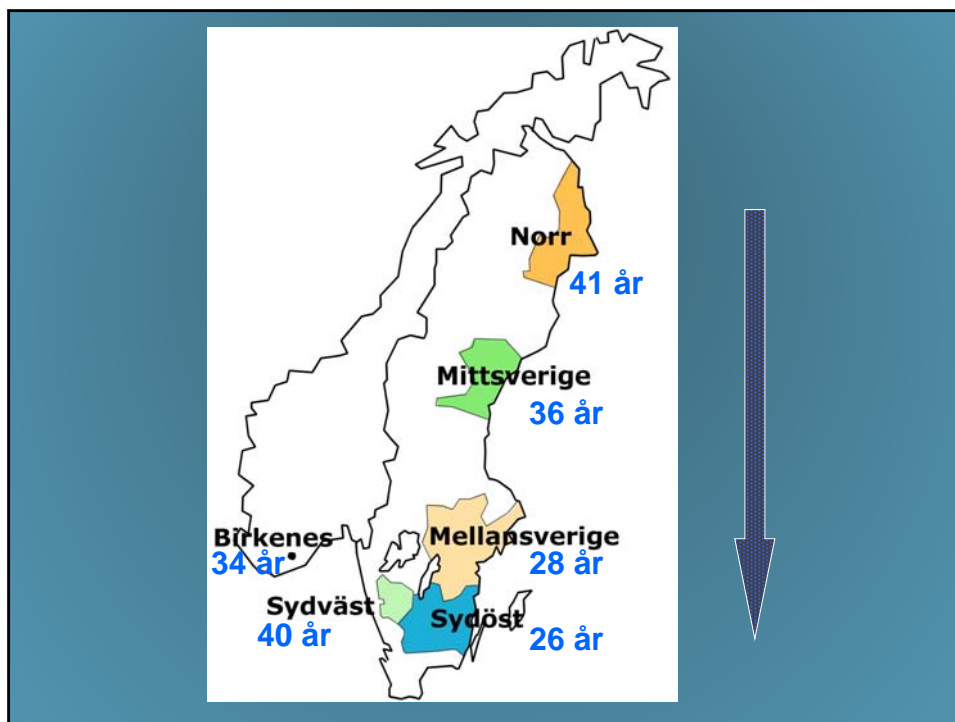 Norr
41 år
Mittsverige
36 år
Birkenes
34 år
Mellansverige
28 år
Sydväst
40 år
Sydöst
26 år